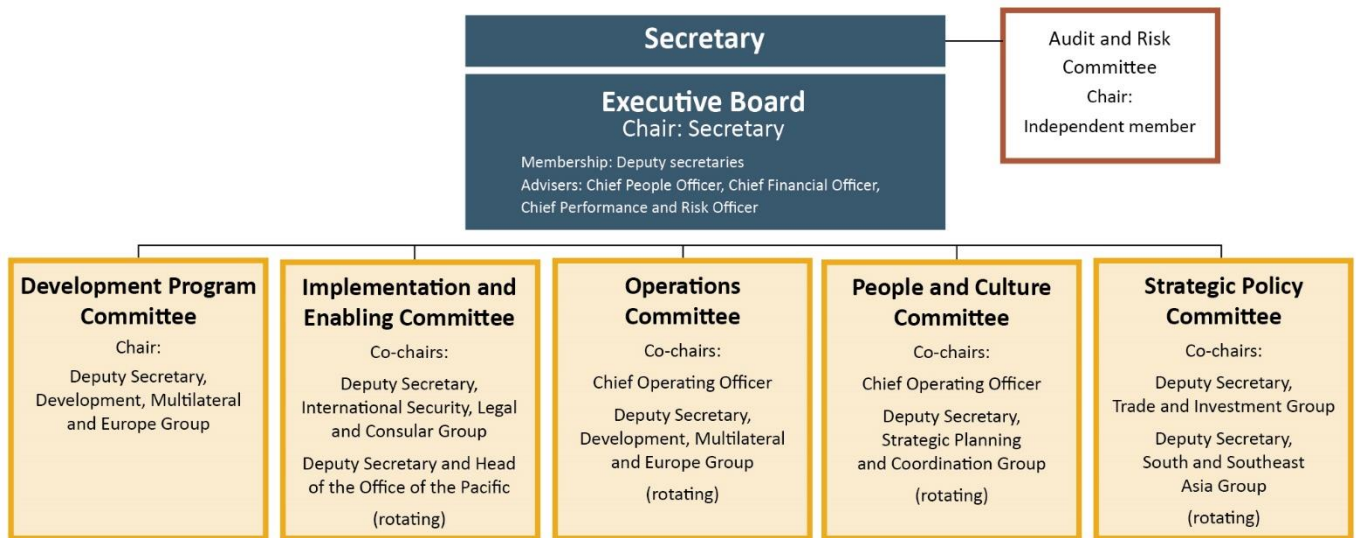 Secretary
Audit and Risk
Committee
Chair:
Independent member
Executive Board
Chair: Secretary
Membership: Deputy secretaries
Advisers: Chief People Officer, Chief Financial Officer,
Chief Performance and Risk Officer
Development Program
Committee
Chair:
Deputy Secretary,
Development, Multilateral
and Europe Group
Implementation and
Enabling Committee
Co-chairs:
Deputy Secretary,
International Security, Legal
and Consular Group
Deputy Secretary and Head
of the Office of the Pacific
(rotating)
Operations
Committee
Co-chairs:
Chief Operating Officer
Deputy Secretary,
Development, Multilateral
and Europe Group
(rotating)
People and Culture
Committee
Co-chairs:
Chief Operating Officer
Deputy Secretary,
Strategic Planning
and Coordination Group
(rotating)
Strategic Policy
Committee
Co-chairs:
Deputy Secretary,
Trade and Investment Group
Deputy Secretary,
South and Southeast
Asia Group
(rotating)